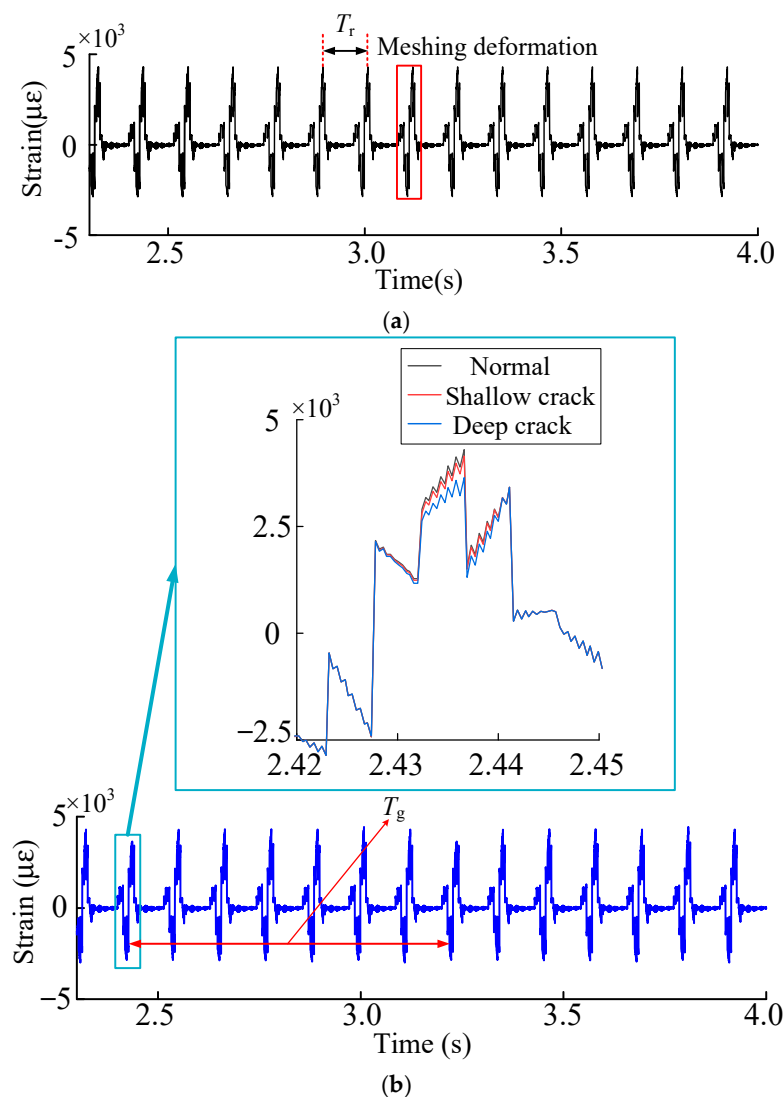 Tr
×10³
Meshing deformation
5
0
-5
Strain(με)
2.5
3.0
3.5
4.0
Time(s)
(a)
Normal
Shallow crack
Deep crack
×10³
5
2.5
0
−2.5
2.42
2.43
2.44
2.45
×10³
Tg
5
0
−5
Strain (με)
2.5
3.0
3.5
4.0
Time (s)
(b)